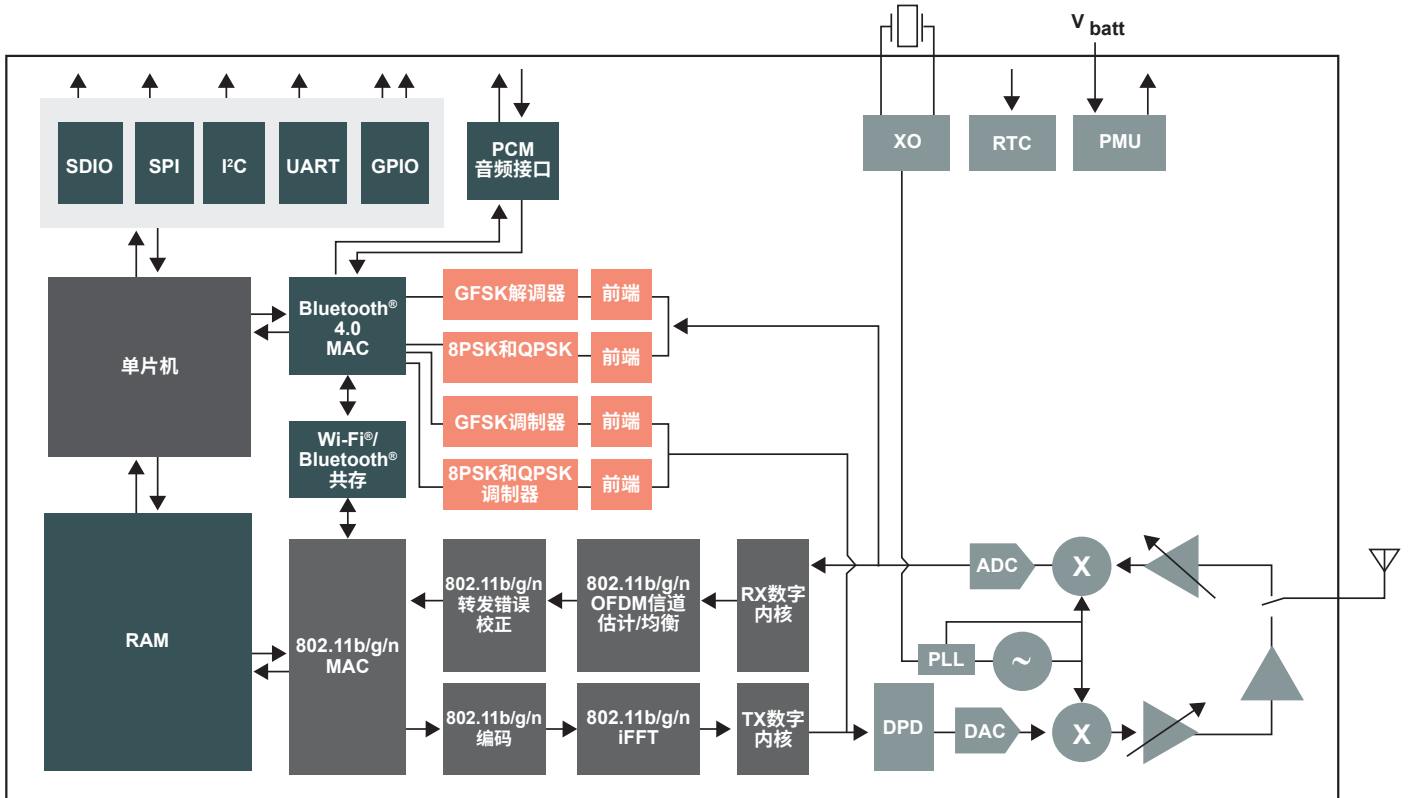 V batt
SDIO
SPI
I²C
UART
GPIO
PCM
音频接口
XO
RTC
PMU
单片机
Bluetooth®
4.0
MAC
GFSK解调器
前端
8PSK和QPSK
前端
GFSK调制器
前端
8PSK和QPSK
调制器
前端
Wi-Fi®/
Bluetooth®
共存
RAM
802.11b/g/n
MAC
802.11b/g/n
转发错误
校正
802.11b/g/n
OFDM信道
估计/均衡
RX数字
内核
ADC
X
PLL
~
802.11b/g/n
编码
802.11b/g/n
iFFT
TX数字
内核
DPD
DAC
X